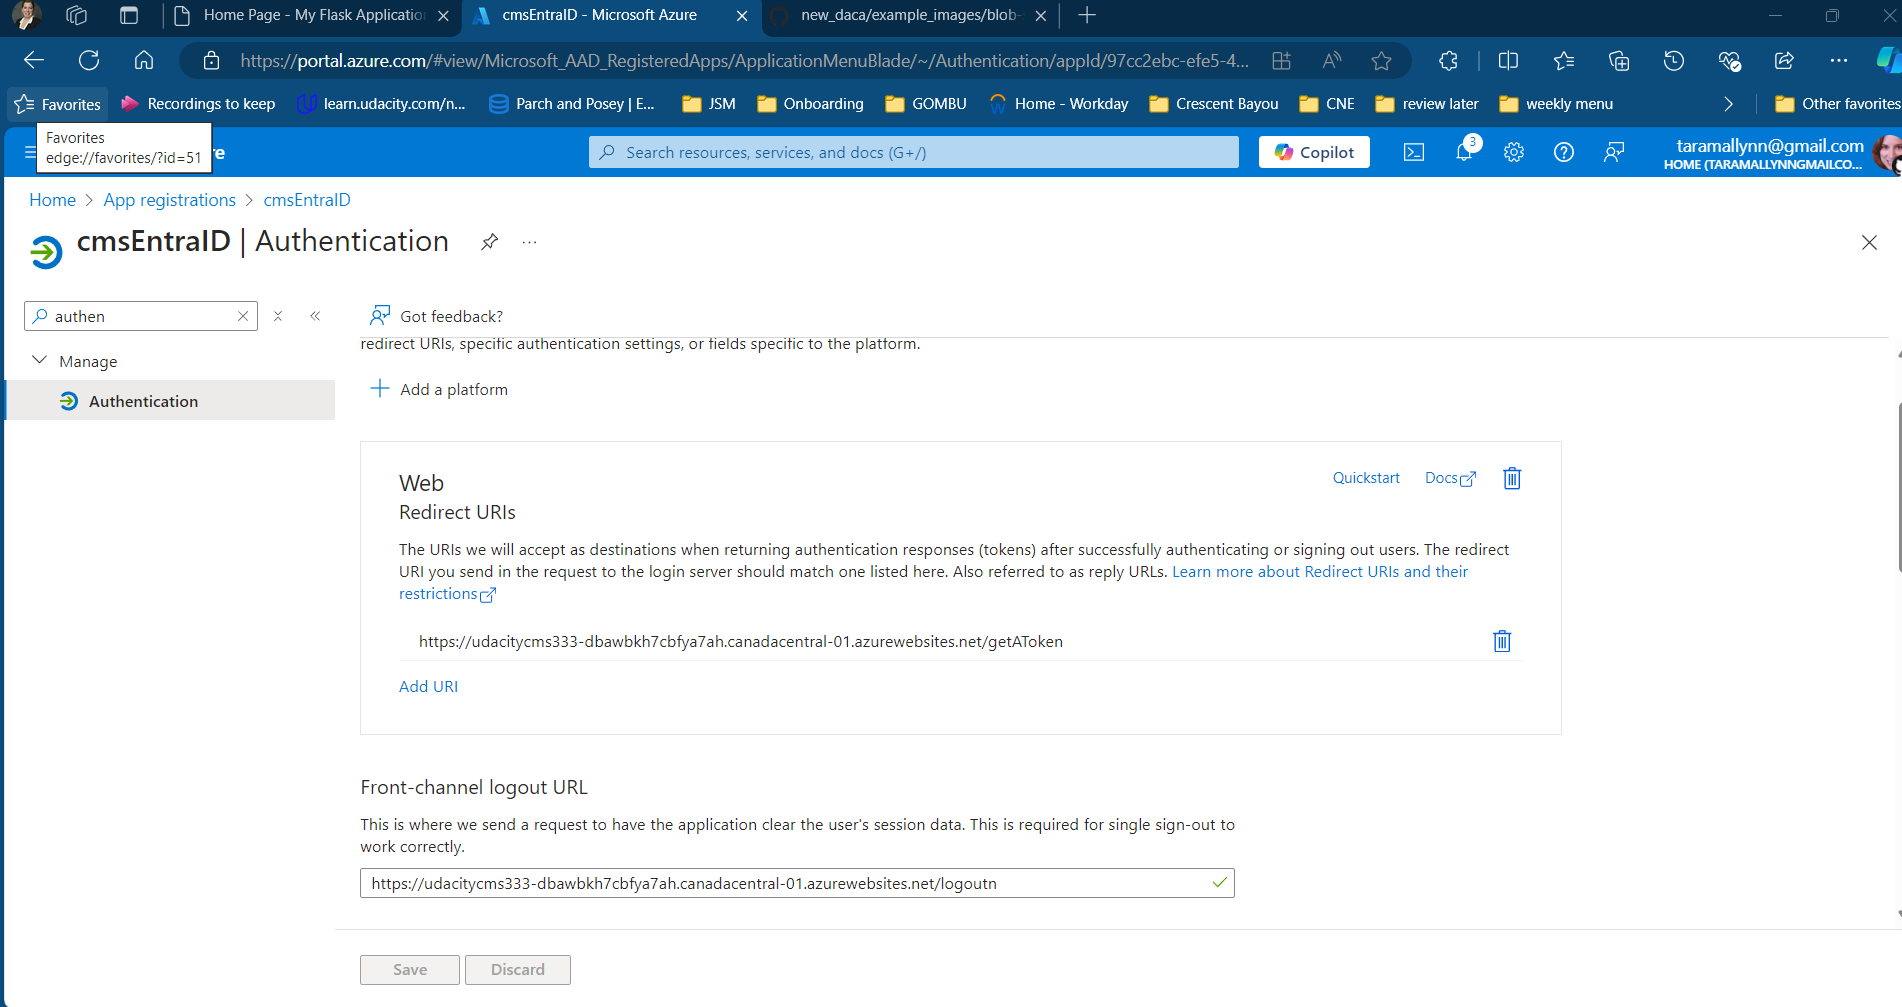 Home Page - My Flask Applicatio
cmsEntraID - Microsoft Azure
new_daca/example_images/blob-
https://portal.azure.com/#view/Microsoft_AAD_RegisteredApps/ApplicationMenuBlade/~/Authentication/appId/97cc2ebc-efe5-4...
Favorites
Recordings to keep
learn.udacity.com/n...
Parch and Posey | E...
JSM
Onboarding
GOMBU
Home - Workday
Crescent Bayou
CNE
review later
weekly menu
Other favorites
Favorites
edge://favorites/?id=51
re
Search resources, services, and docs (G+/)
Copilot
3
taramallynn@gmail.com
HOME (TARAMALLYNNGMAILCO...
Home > App registrations > cmsEntraID
cmsEntraID | Authentication
...
authen
Manage
Authentication
Got feedback?
redirect URIs, specific authentication settings, or fields specific to the platform.
Add a platform
Web
Quickstart
Docs
Redirect URIs
The URIs we will accept as destinations when returning authentication responses (tokens) after successfully authenticating or signing out users. The redirect
URI you send in the request to the login server should match one listed here. Also referred to as reply URLs. Learn more about Redirect URIs and their
restrictions
https://udacitycms333-dbawbkh7cbfya7ah.canadacentral-01.azurewebsites.net/getAToken
Add URI
Front-channel logout URL
This is where we send a request to have the application clear the user's session data. This is required for single sign-out to
work correctly.
https://udacitycms333-dbawbkh7cbfya7ah.canadacentral-01.azurewebsites.net/logoutn
Save
Discard